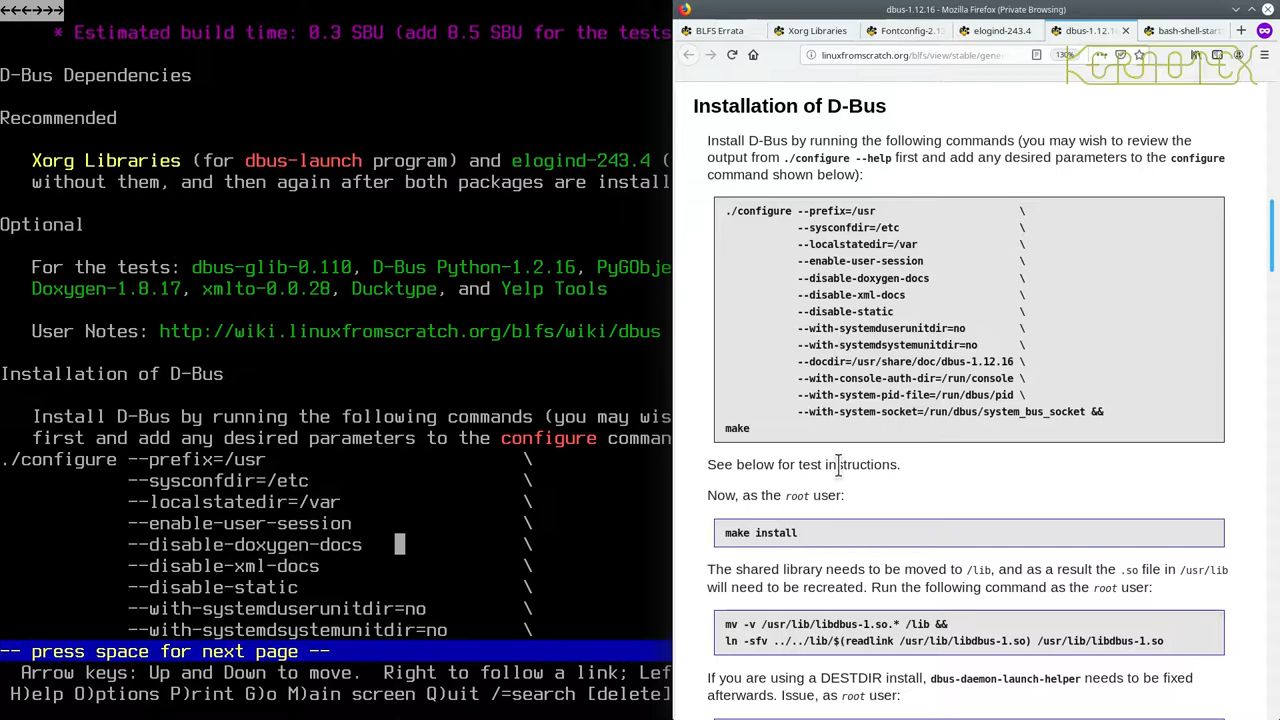 <--->-->
* Estimated build time: 0.3 SBU (add 8.5 SBU for the tests
D-Bus Dependencies
Recommended
Xorg Libraries (for dbus-launch program) and elogind-243.4 (
without them, and then again after both packages are install
Optional
For the tests: dbus-glib-0.110, D-Bus Python-1.2.16, PyGObje
Doxygen-1.8.17, xmlto-0.0.28, Ducktype, and Yelp Tools
User Notes: http://wiki.linuxfromscratch.org/blfs/wiki/dbus
Installation of D-Bus
Install D-Bus by running the following commands (you may wis
first and add any desired parameters to the configure comman
./configure --prefix=/usr \
--sysconfdir=/etc \
--localstatedir=/var \
--enable-user-session \
--disable-doxygen-docs \
--disable-xml-docs \
--disable-static \
--with-systemduserunitdir=no \
--with-systemdsystemunitdir=no \
-- press space for next page --
Arrow keys: Up and Down to move. Right to follow a link; Lef
H)elp O)ptions P)rint G)o M)ain screen Q)uit /=search [delete]
dbus-1.12.16 - Mozilla Firefox (Private Browsing)
BLFS Errata
Xorg Libraries
Fontconfig-2.13
elogind-243.4
dbus-1.12.16
bash-shell-start
linuxfromscratch.org/blfs/view/stable/gene
130%
KERNOTEX
Installation of D-Bus
Install D-Bus by running the following commands (you may wish to review the
output from ./configure --help first and add any desired parameters to the configure
command shown below):
./configure --prefix=/usr \
--sysconfdir=/etc \
--localstatedir=/var \
--enable-user-session \
--disable-doxygen-docs \
--disable-xml-docs \
--disable-static \
--with-systemduserunitdir=no \
--with-systemdsystemunitdir=no \
--docdir=/usr/share/doc/dbus-1.12.16 \
--with-console-auth-dir=/run/console \
--with-system-pid-file=/run/dbus/pid \
--with-system-socket=/run/dbus/system_bus_socket &&
make
See below for test instructions.
Now, as the root user:
make install
The shared library needs to be moved to /lib, and as a result the .so file in /usr/lib
will need to be recreated. Run the following command as the root user:
mv -v /usr/lib/libdbus-1.so.* /lib &&
ln -sfv ../../lib/$(readlink /usr/lib/libdbus-1.so) /usr/lib/libdbus-1.so
If you are using a DESTDIR install, dbus-daemon-launch-helper needs to be fixed
afterwards. Issue, as root user: